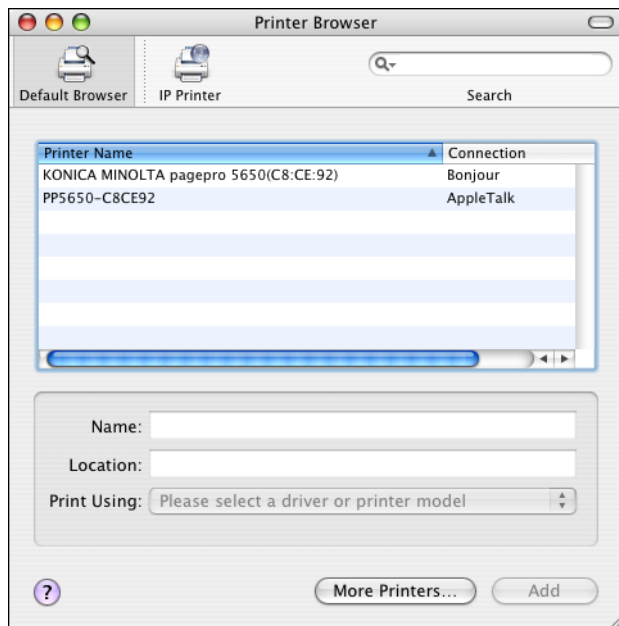 Printer Browser
Default Browser
IP Printer
Search
Printer Name
Connection
KONICA MINOLTA pagepro 5650(C8:CE:92)
Bonjour
PP5650-C8CE92
AppleTalk
Name:
Location:
Print Using:
Please select a driver or printer model
?
More Printers...
Add